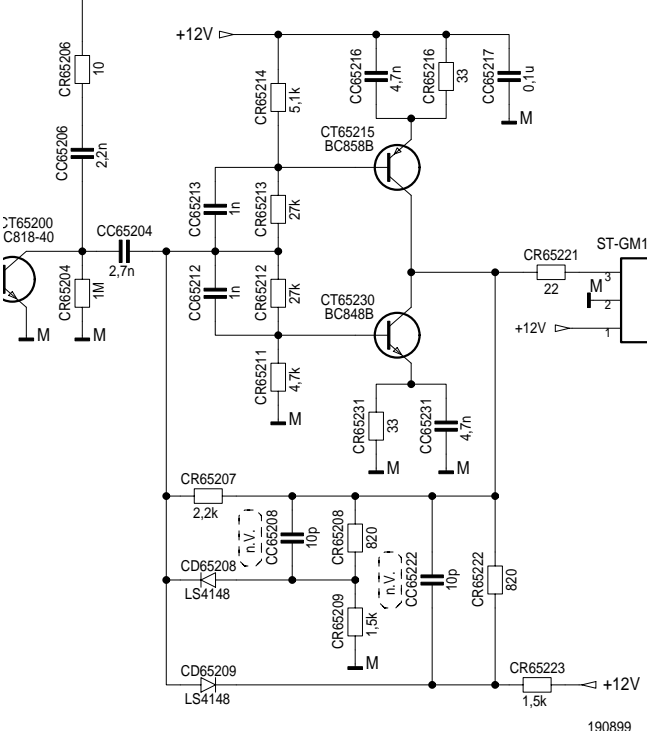 CR65206
10
CC65206
2,2n
CT65200
C818-40
CC65204
2,7n
CR65204
1M
M
M
+12V
CR65214
5,1k
CC65213
1n
CR65213
27k
CC65212
1n
CR65212
27k
CR65211
4,7k
M
CC65216
4,7n
CR65216
33
CC65217
0,1u
M
CT65215
BC858B
CT65230
BC848B
CR65231
33
M
CC65231
4,7n
M
CR65221
22
ST-GM1
3
M
2
+12V
1
CR65207
2,2k
n.V.
CC65208
10p
CR65208
820
CD65208
LS4148
CR65209
1,5k
M
n.V.
CC65222
10p
CR65222
820
CD65209
LS4148
CR65223
1,5k
+12V
190899